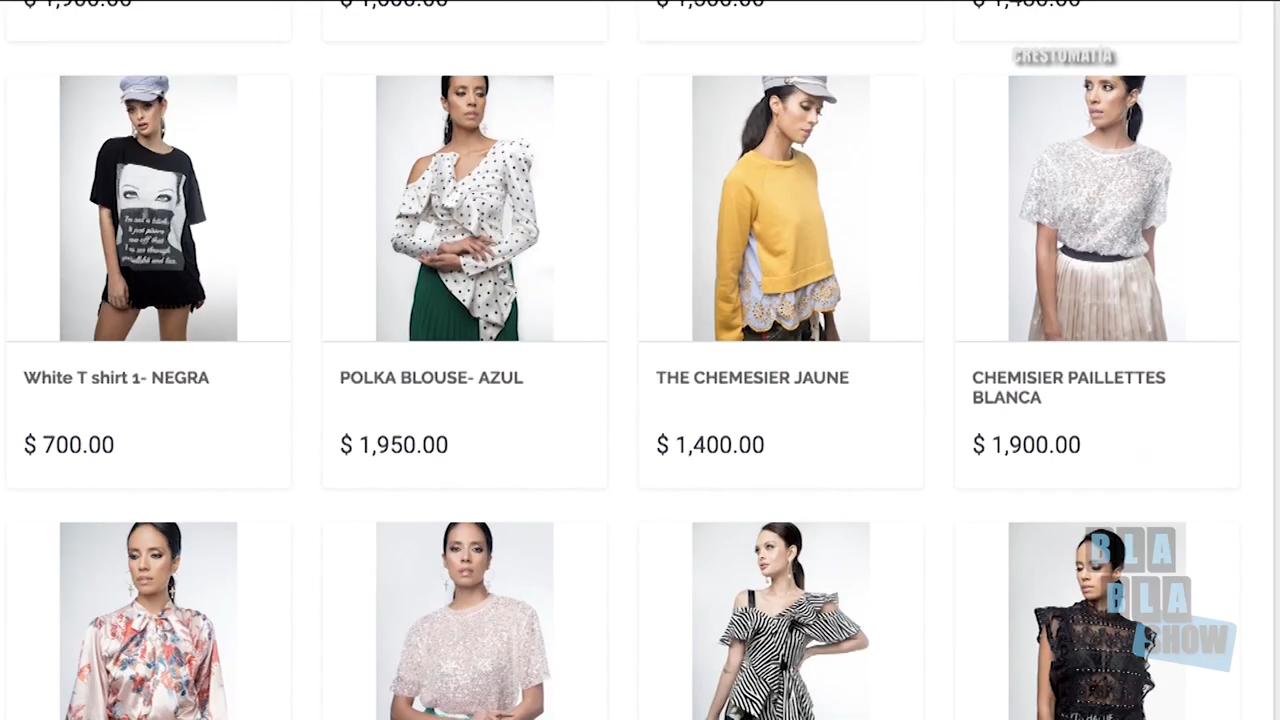 CRESTOMATÍA
White T shirt 1- NEGRA
POLKA BLOUSE- AZUL
THE CHEMESIER JAUNE
CHEMISIER PAILLETTES
BLANCA
$ 700.00
$ 1,950.00
$ 1,400.00
$ 1,900.00
BLA
BLA
SHOW